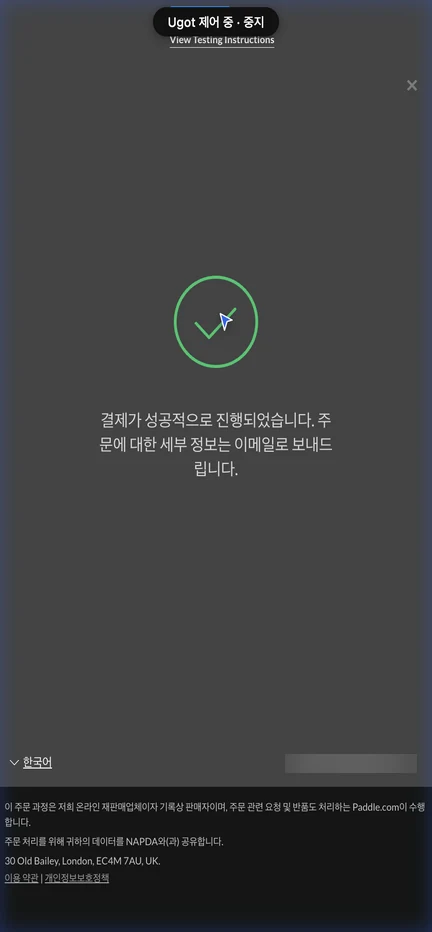 Ugot 제어 중 · 중지
View Testing Instructions
결제가 성공적으로 진행되었습니다. 주
문에 대한 세부 정보는 이메일로 보내드
립니다.
한국어
이 주문 과정은 저희 온라인 재판매업체이자 기록상 판매자이며, 주문 관련 요청 및 반품도 처리하는 Paddle.com이 수행
합니다.
주문 처리를 위해 귀하의 데이터를 NAPDA와(과) 공유합니다.
30 Old Bailey, London, EC4M 7AU, UK.
이용 약관 | 개인정보보호정책